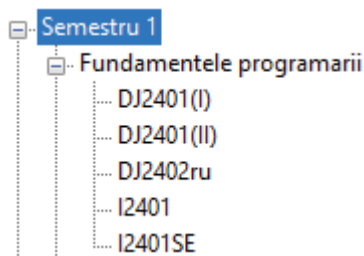 Semestru 1
Fundamentele programarii
DJ2401(I)
DJ2401(II)
DJ2402ru
I2401
I2401SE